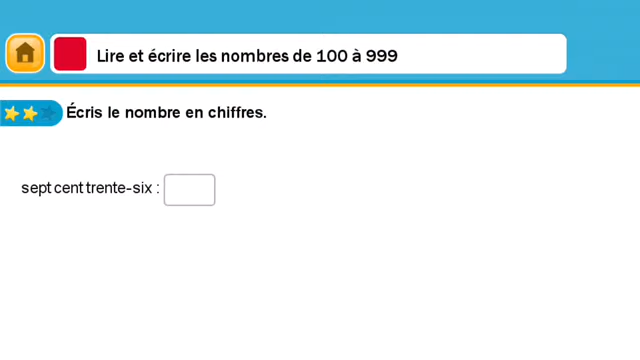 Lire et écrire les nombres de 100 à 999
Écris le nombre en chiffres.
sept cent trente-six :